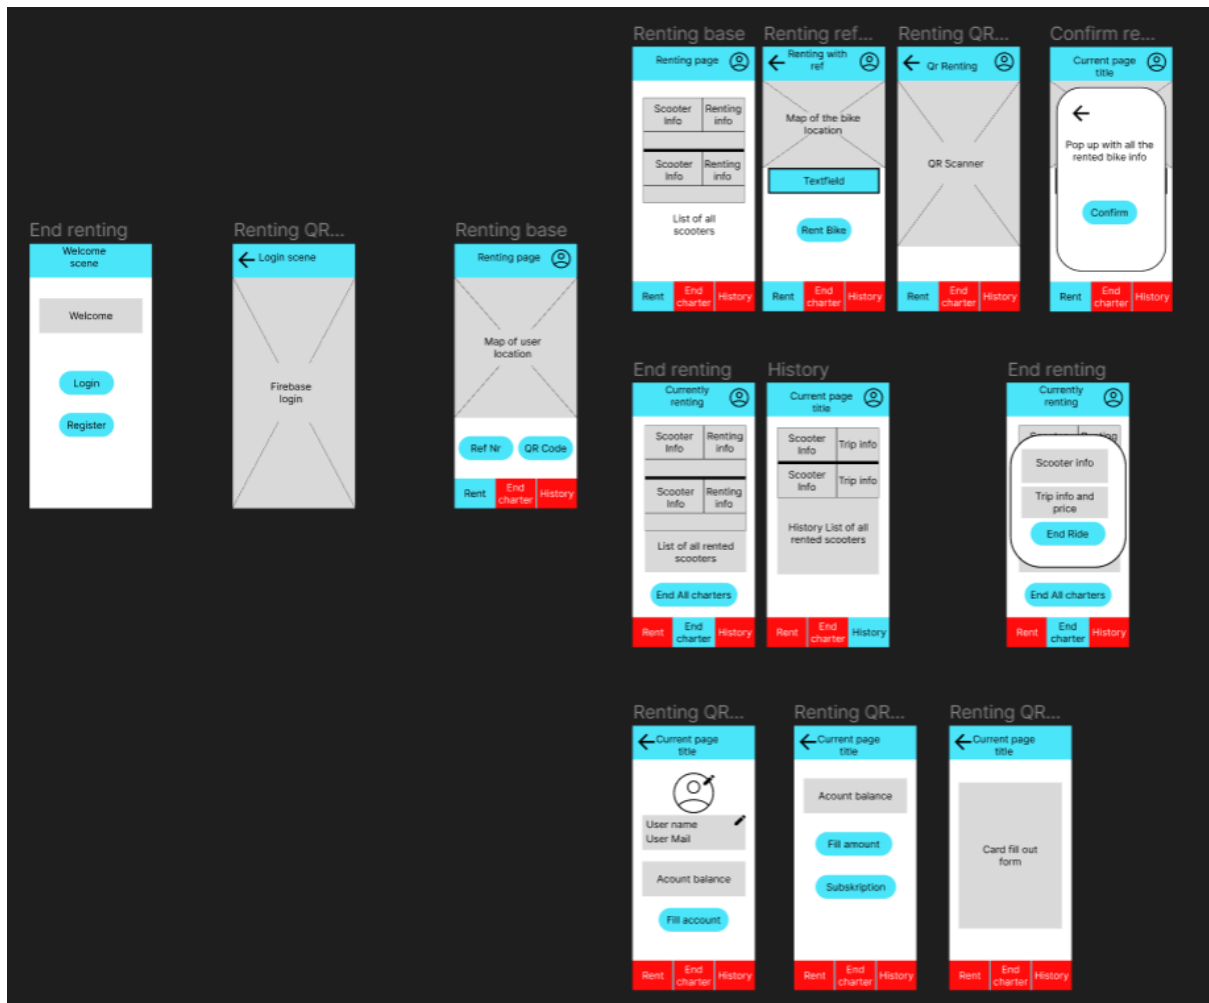 Renting base
Renting page
Scooter
Info
Renting
info
Scooter
Info
Renting
info
List of all
scooters
Rent
End
charter
History
Renting ref...
Renting with
ref
Map of the bike
location
Textfield
Rent Bike
Rent
End
charter
History
Renting QR...
Qr Renting
QR Scanner
Rent
End
charter
History
Confirm re...
Current page
title
Pop up with all the
rented bike info
Confirm
Rent
End
charter
History
End renting
Welcome
scene
Welcome
Login
Register
Renting QR...
Login scene
Firebase
login
Renting base
Renting page
Map of user
location
Ref Nr
QR Code
Rent
End
charter
History
End renting
Currently
renting
Scooter
Info
Renting
info
Scooter
Info
Renting
info
List of all rented
scooters
End All charters
Rent
End
charter
History
History
Current page
title
Scooter
Info
Trip info
Scooter
Info
Trip info
History List of all
rented scooters
Rent
End
charter
History
End renting
Currently
renting
Scooter info
Trip info and
price
End Ride
End All charters
Rent
End
charter
History
Renting QR...
Current page
title
User name
User Mail
Acount balance
Fill account
Rent
End
charter
History
Renting QR...
Current page
title
Acount balance
Fill amount
Subskription
Rent
End
charter
History
Renting QR...
Current page
title
Card fill out
form
Rent
End
charter
History